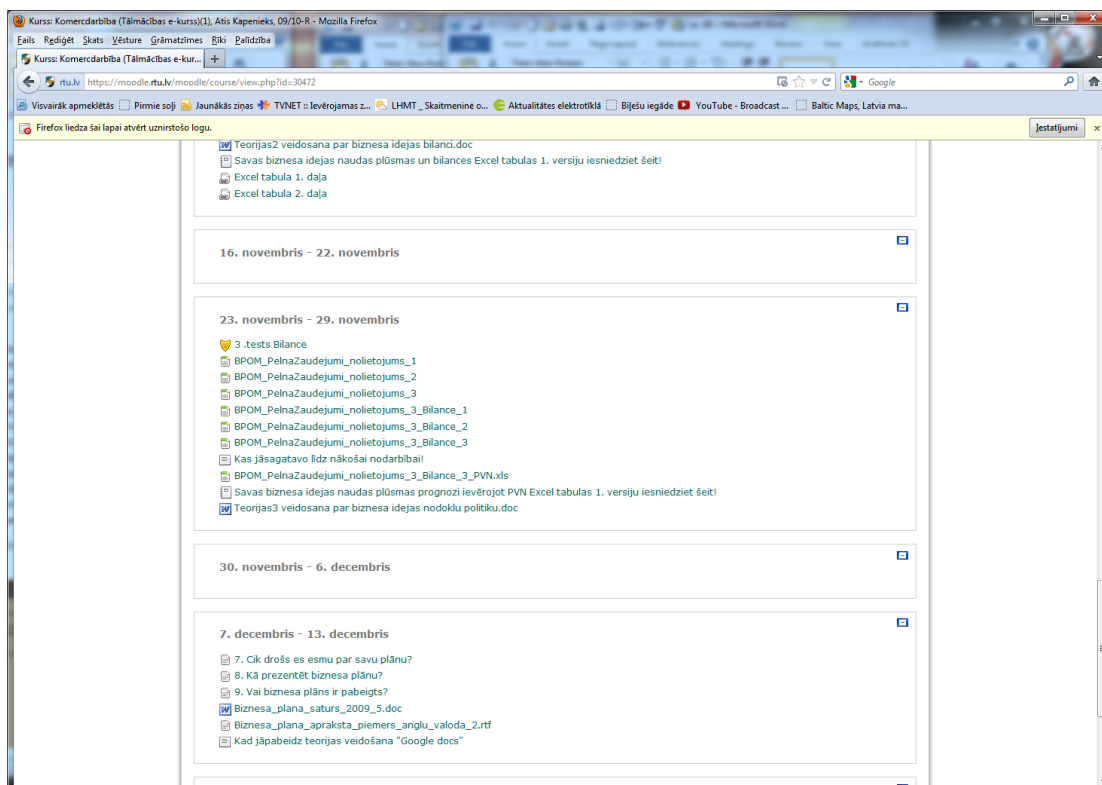 Kurss: Komercdarbība (Tālmācības e-kurss)(1), Atis Kapenieks, 09/10-R - Mozilla Firefox
Fails Rediģēt Skats Vēsture Grāmatzīmes Rīki Palīdzība
Kurss: Komercdarbība (Tālmācības e-kur... +
rtu.lv https://moodle.rtu.lv/moodle/course/view.php?id=30472 Google
Visvairāk apmeklētās Pirmie soļi Jaunākās ziņas TVNET :: Ievērojamas z... LHMT _ Skaitmeninė o... Aktualitātes elektrotīklā Biļešu iegāde YouTube - Broadcast ... Baltic Maps, Latvia ma...
Firefox liedza šai lapai atvērt uznirstošo logu. Iestatījumi ×
Teorijas2 veidosana par biznesa idejas bilanci.doc
Savas biznesa idejas naudas plūsmas un bilances Excel tabulas 1. versiju iesniedziet šeit!
Excel tabula 1. daļa
Excel tabula 2. daļa
16. novembris - 22. novembris
23. novembris - 29. novembris
3 .tests Bilance
BPOM_PelnaZaudejumi_nolietojums_1
BPOM_PelnaZaudejumi_nolietojums_2
BPOM_PelnaZaudejumi_nolietojums_3
BPOM_PelnaZaudejumi_nolietojums_3_Bilance_1
BPOM_PelnaZaudejumi_nolietojums_3_Bilance_2
BPOM_PelnaZaudejumi_nolietojums_3_Bilance_3
Kas jāsagatavo līdz nākošai nodarbībai!
BPOM_PelnaZaudejumi_nolietojums_3_Bilance_3_PVN.xls
Savas biznesa idejas naudas plūsmas prognozi ievērojot PVN Excel tabulas 1. versiju iesniedziet šeit!
Teorijas3 veidosana par biznesa idejas nodoklu politiku.doc
30. novembris - 6. decembris
7. decembris - 13. decembris
7. Cik drošs es esmu par savu plānu?
8. Kā prezentēt biznesa plānu?
9. Vai biznesa plāns ir pabeigts?
Biznesa_plana_saturs_2009_5.doc
Biznesa_plana_apraksta_piemers_anglu_valoda_2.rtf
Kad jāpabeidz teorijas veidošana "Google docs"